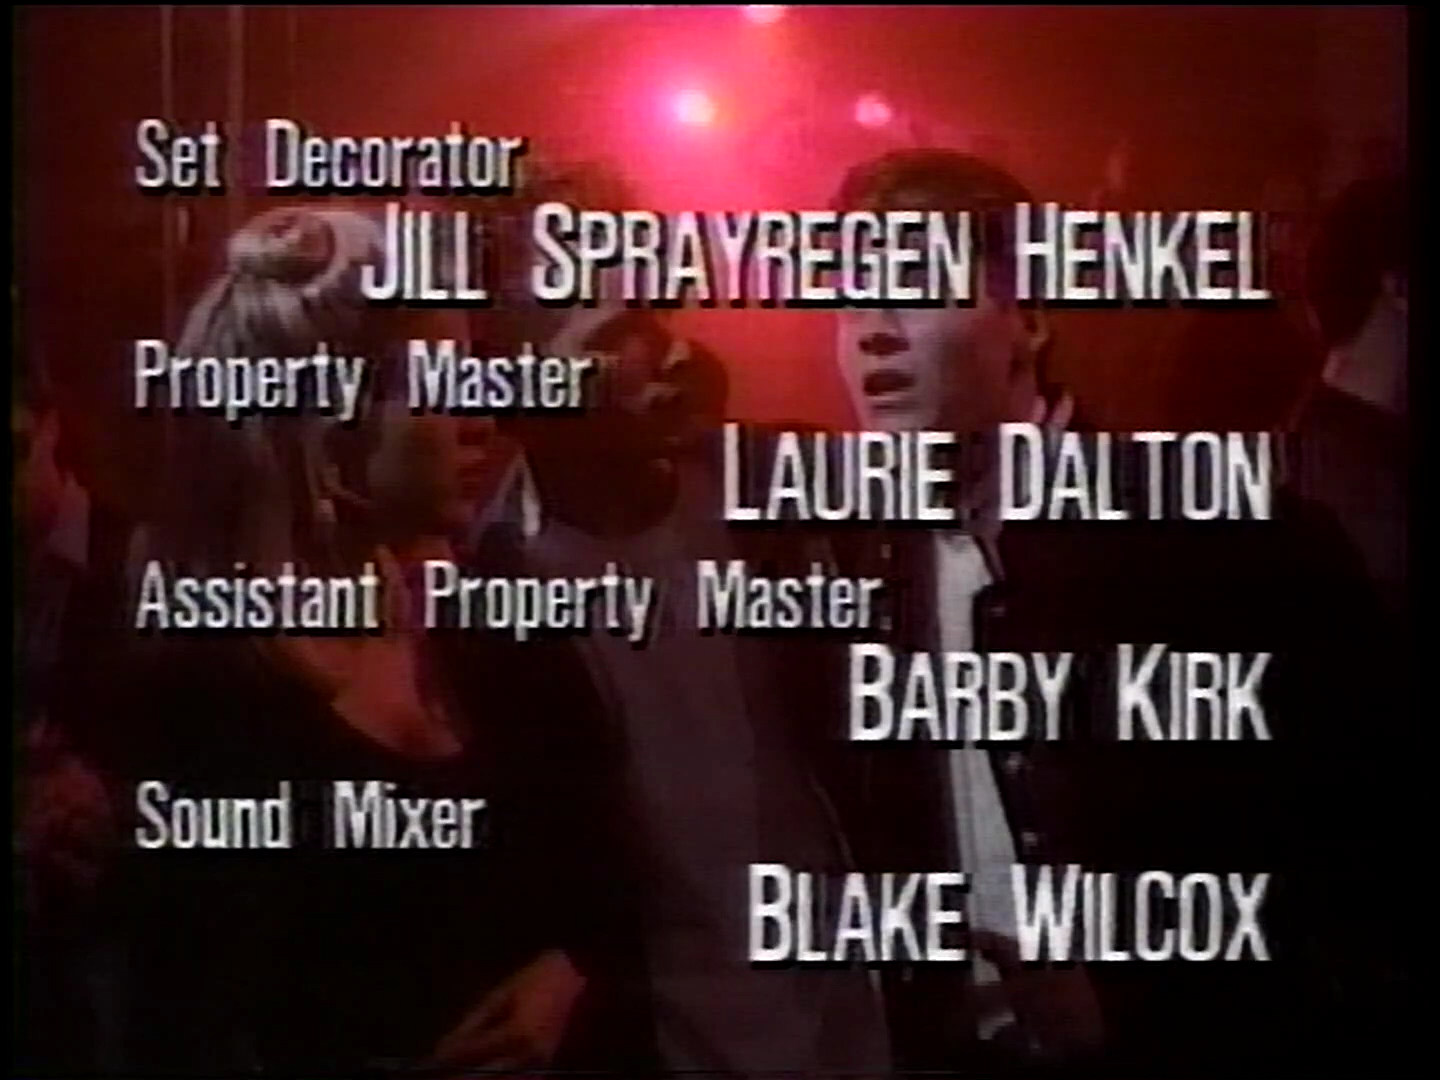 Set Decorator
JILL SPRAYREGEN HENKEL
Property Master
LAURIE DALTON
Assistant Property Master
BARBY KIRK
Sound Mixer
BLAKE WILCOX